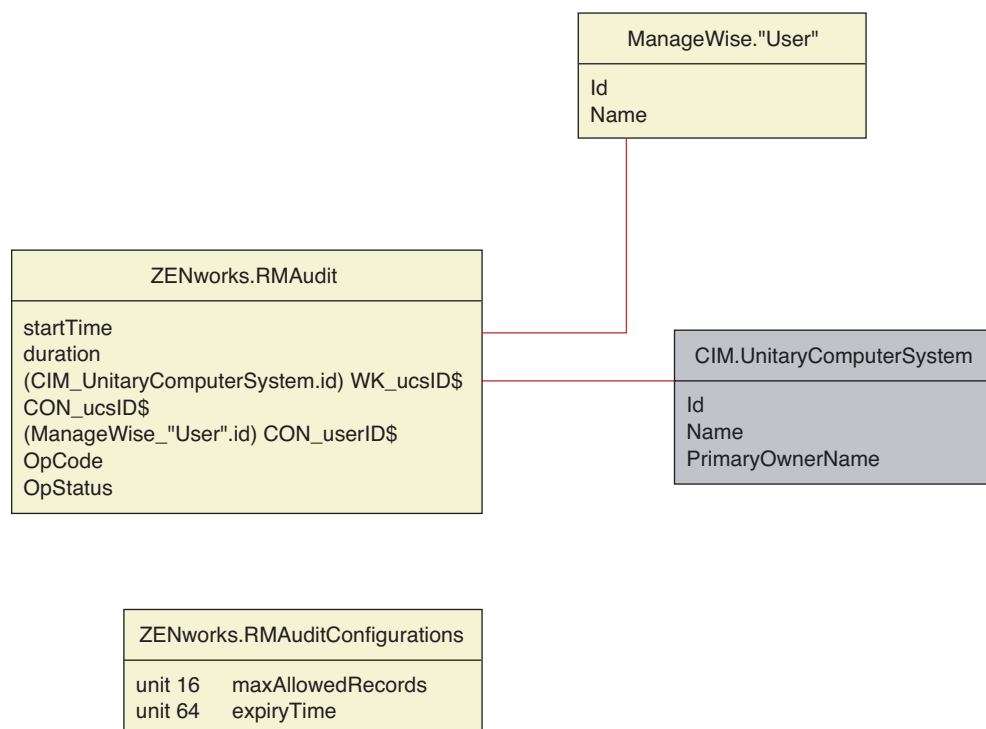 ManageWise."User"
Id
Name
ZENworks.RMAudit
startTime
duration
(CIM_UnitaryComputerSystem.id) WK_ucsID$
CON_ucsID$
(ManageWise_"User".id) CON_userID$
OpCode
OpStatus
CIM.UnitaryComputerSystem
Id
Name
PrimaryOwnerName
ZENworks.RMAuditConfigurations
unit 16 maxAllowedRecords
unit 64 expiryTime